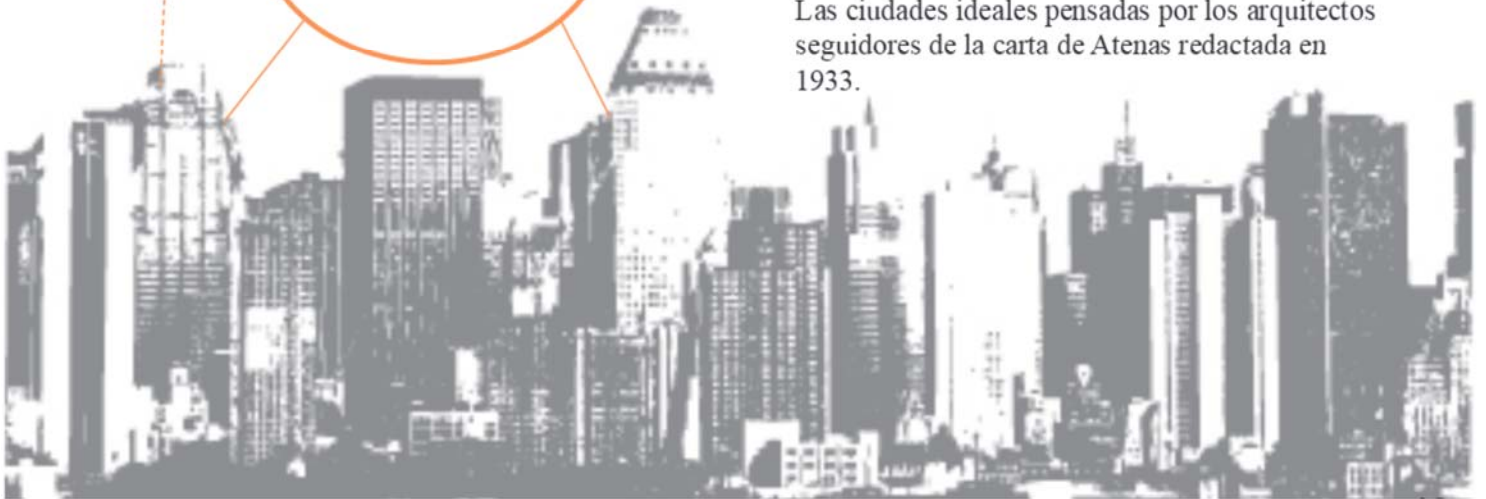 Las ciudades ideales pensadas por los arquitectos
seguidores de la carta de Atenas redactada en
1933.